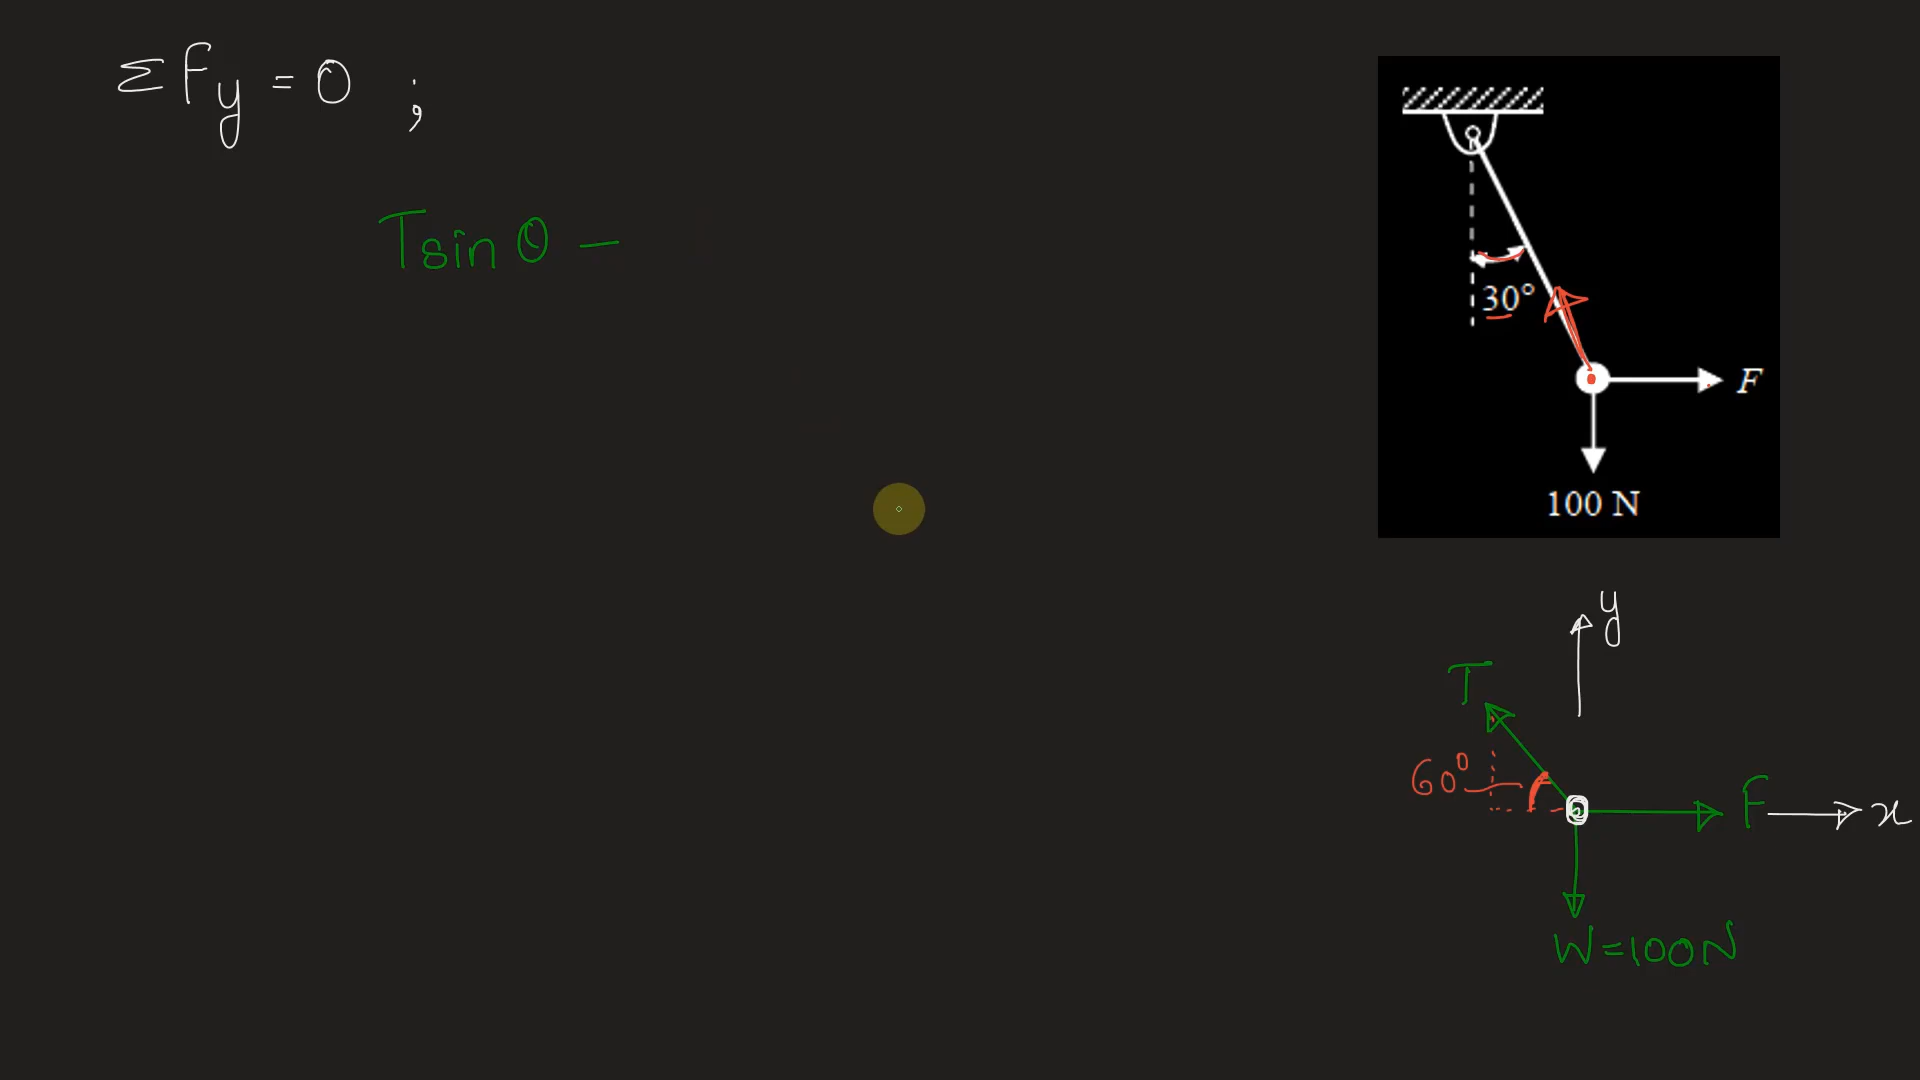 ΣFy = 0 ;
Tsin θ −
30°
F
100 N
y
T
60°
F
x
W=100N